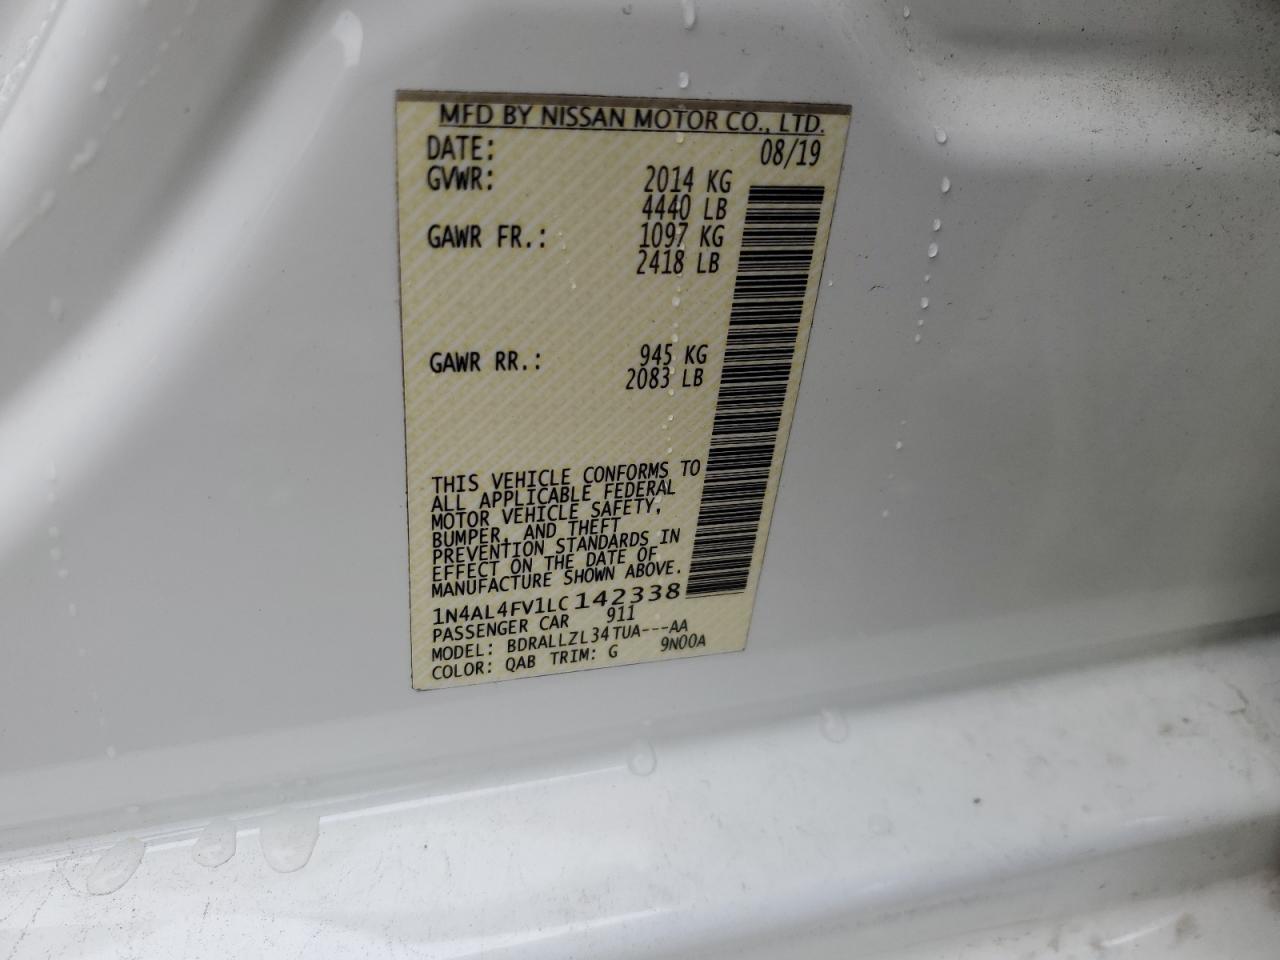 MFD BY NISSAN MOTOR CO., LTD.
DATE: 08/19
GVWR: 2014 KG
4440 LB
GAWR FR.: 1097 KG
2418 LB
GAWR RR.: 945 KG
2083 LB
THIS VEHICLE CONFORMS TO
ALL APPLICABLE FEDERAL
MOTOR VEHICLE SAFETY,
BUMPER, AND THEFT
PREVENTION STANDARDS IN
EFFECT ON THE DATE OF
MANUFACTURE SHOWN ABOVE.
1N4AL4FV1LC142338
PASSENGER CAR 911
MODEL: BDRALLZL34TUA---AA
COLOR: QAB TRIM: G 9N00A